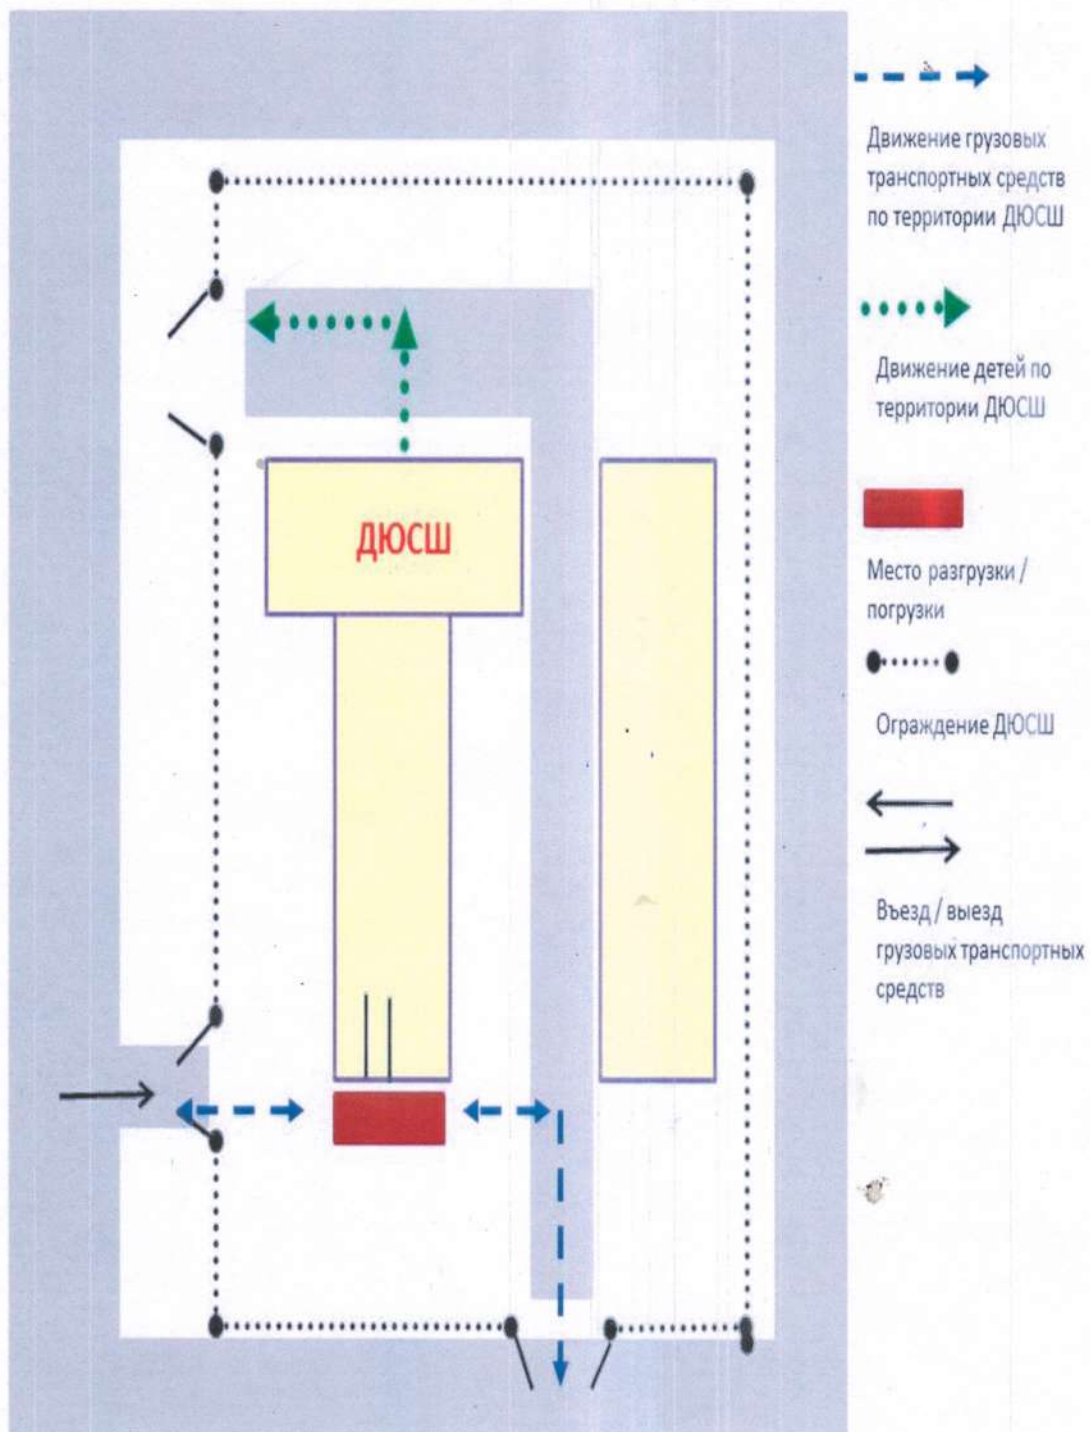 Движение грузовых
транспортных средств
по территории ДЮСШ
Движение детей по
территории ДЮСШ
ДЮСШ
Место разгрузки /
погрузки
Ограждение ДЮСШ
Въезд / выезд
грузовых транспортных
средств